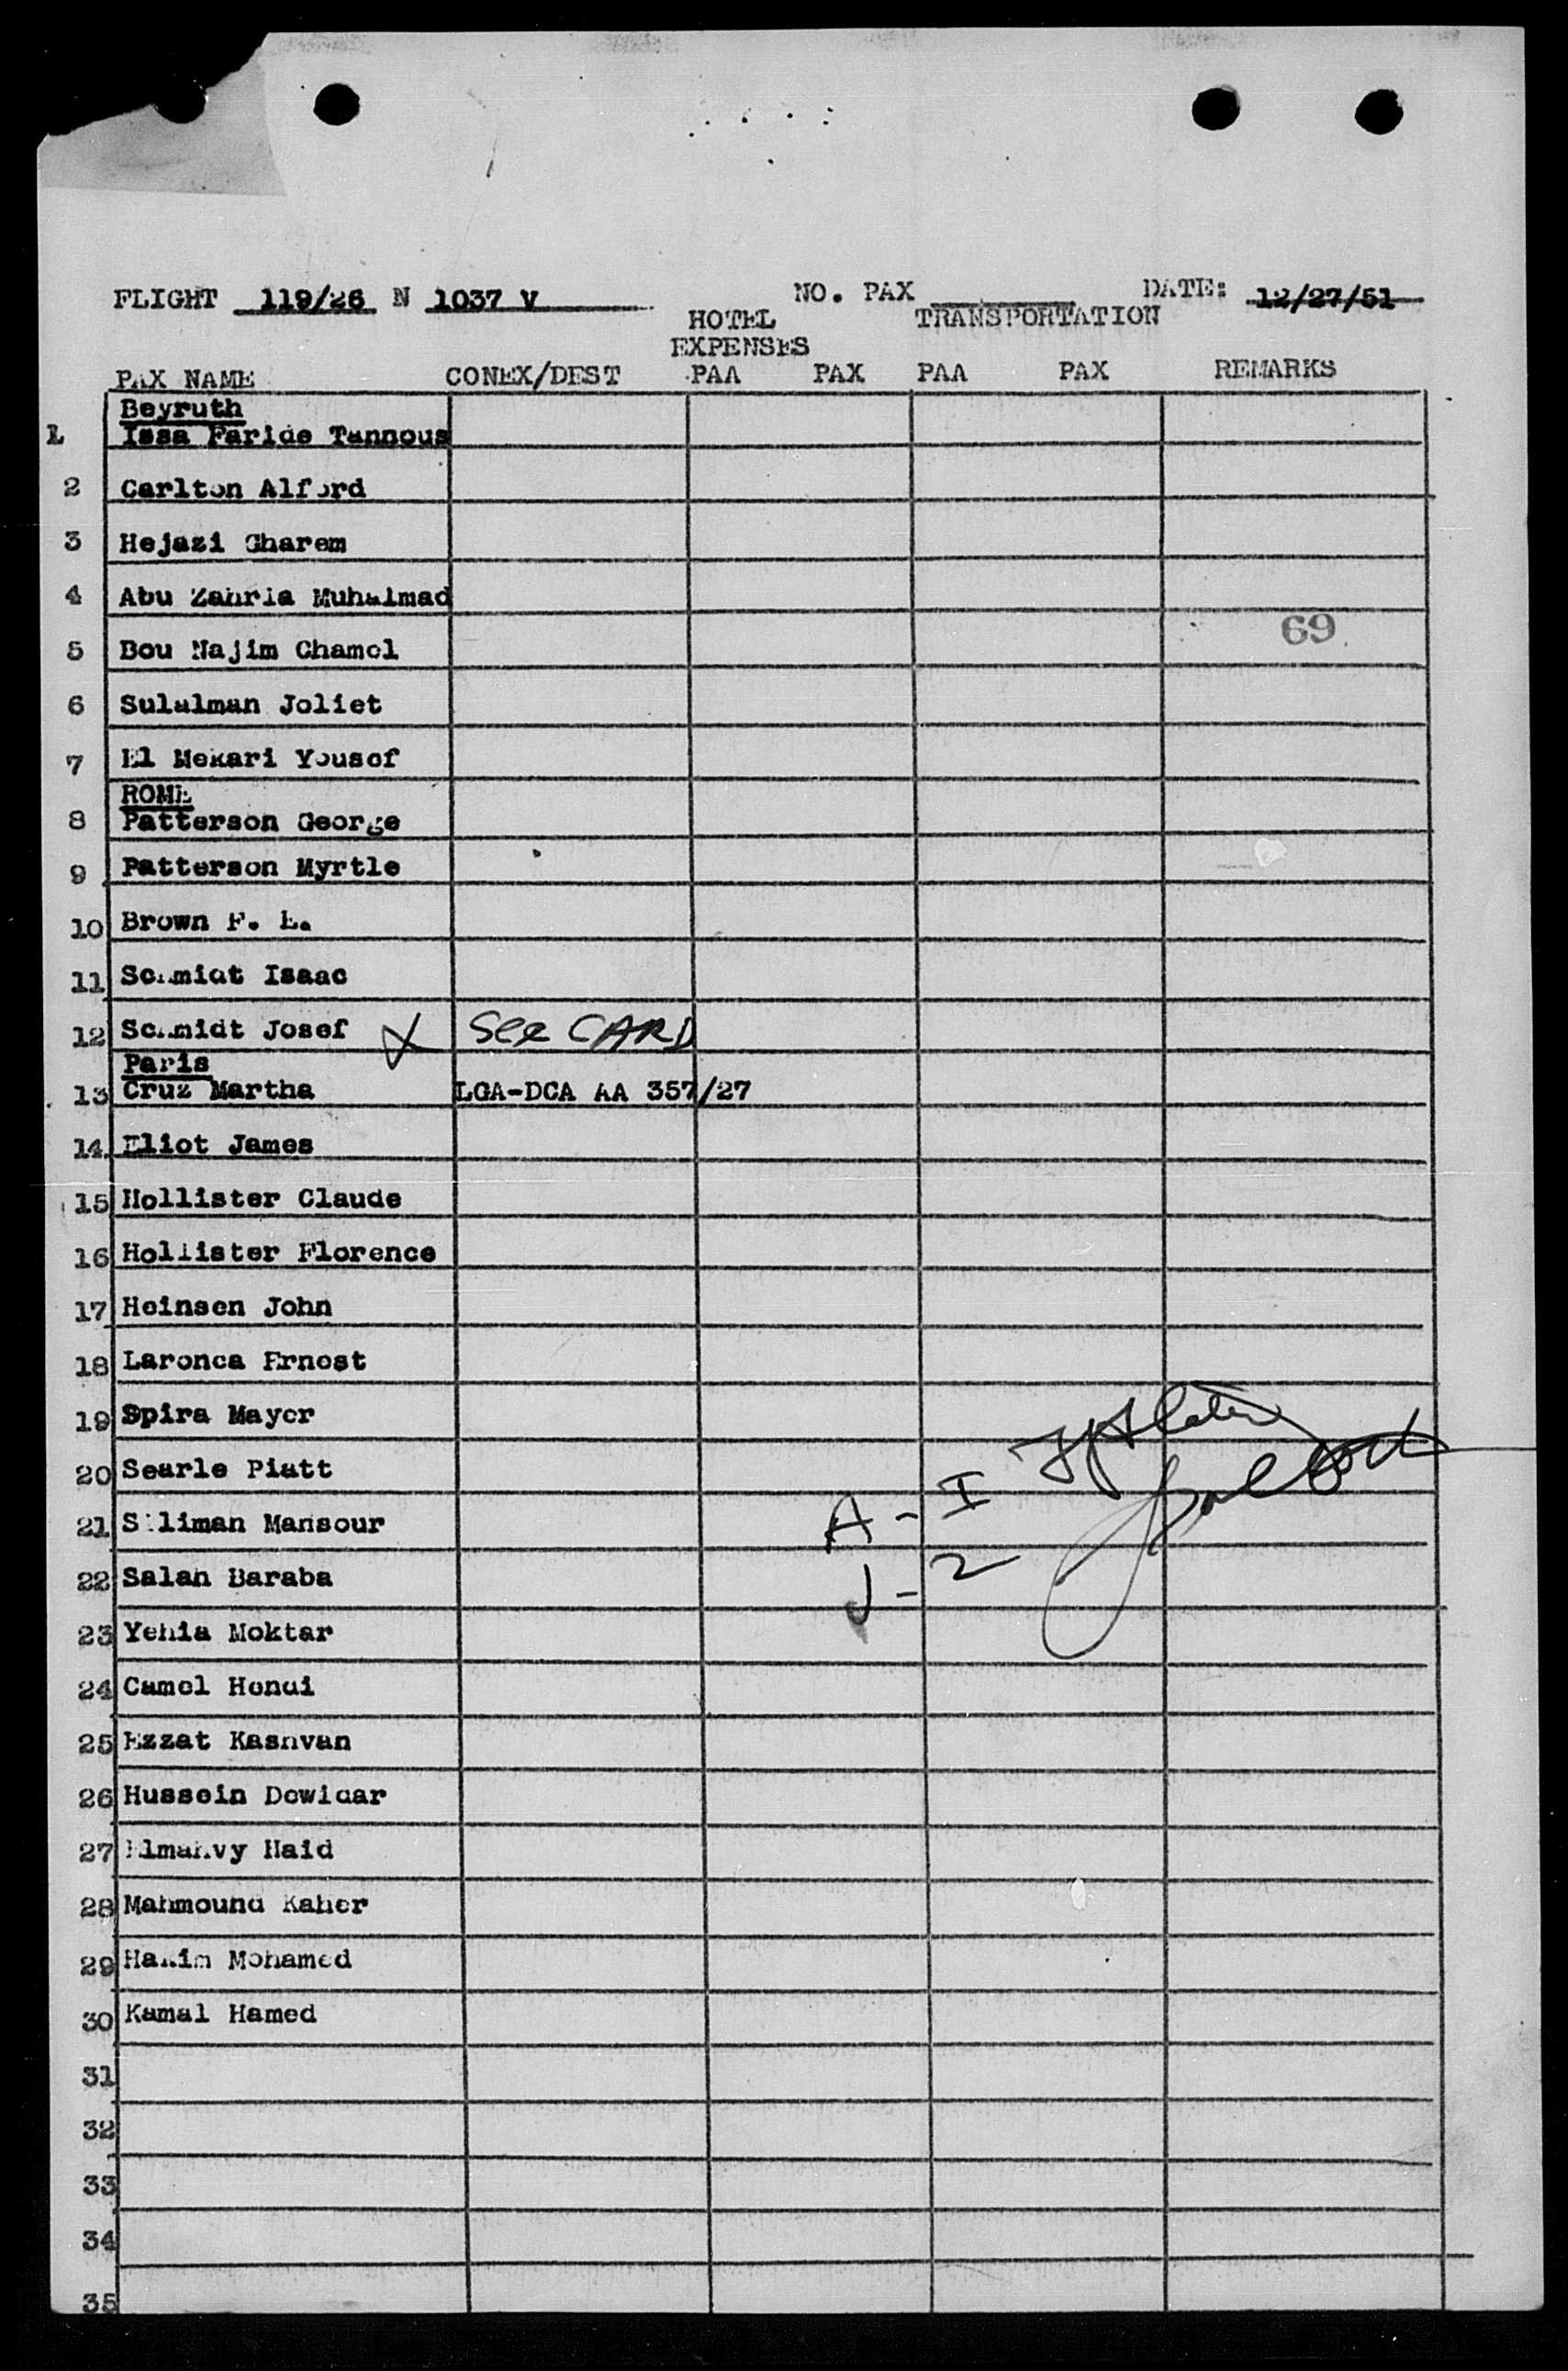 FLIGHT 119/26 N 1037 V NO. PAX DATE: 12/27/51
HOTEL TRANSPORTATION
EXPENSES
PAX NAME CONEX/DEST PAA PAX PAA PAX REMARKS
Beyruth
1 Issa Faride Tannous
2 Carlton Alford
3 Hejazi Gharem
4 Abu Zahria Muhaimad
69
5 Bou Najim Chamel
6 Sulaiman Joliet
7 El Mekari Yousef
ROME
8 Patterson George
9 Patterson Myrtle
10 Brown F. E.
11 Schmidt Isaac
12 Schmidt Josef X See CARD
Paris
13 Cruz Martha LGA-DCA AA 357/27
14 Eliot James
15 Hollister Claude
16 Hollister Florence
17 Heinsen John
18 Laronca Ernest
19 Spira Mayer
20 Searle Piatt
A - I
21 Sliman Mansour
J - 2
22 Salah Baraba
23 Yehia Moktar
24 Camel Hendi
25 Ezzat Kashvan
26 Hussein Dowidar
27 Haid
28 Mahmound Kaher
29 Hakim Mohamed
30 Kamal Hamed
31
32
33
34
35